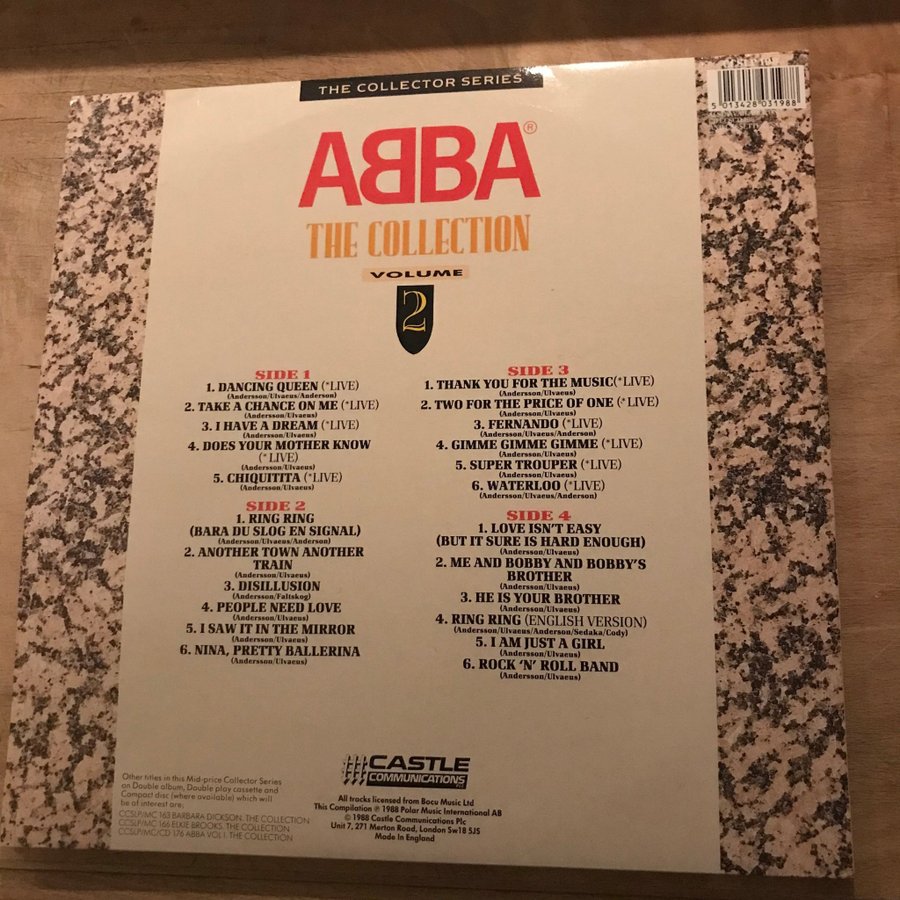 THE COLLECTOR SERIES
5 013428 031988
ABBA®
THE COLLECTION
VOLUME
2
SIDE 1
1. DANCING QUEEN (*LIVE)
(Andersson/Ulvaeus/Anderson)
2. TAKE A CHANCE ON ME (*LIVE)
(Andersson/Ulvaeus)
3. I HAVE A DREAM (*LIVE)
(Andersson/Ulvaeus)
4. DOES YOUR MOTHER KNOW
(*LIVE)
(Andersson/Ulvaeus)
5. CHIQUITITA (*LIVE)
(Andersson/Ulvaeus)
SIDE 2
1. RING RING
(BARA DU SLOG EN SIGNAL)
(Andersson/Ulvaeus/Anderson)
2. ANOTHER TOWN ANOTHER
TRAIN
(Andersson/Ulvaeus)
3. DISILLUSION
(Andersson/Faltskog)
4. PEOPLE NEED LOVE
(Andersson/Ulvaeus)
5. I SAW IT IN THE MIRROR
(Andersson/Ulvaeus)
6. NINA, PRETTY BALLERINA
(Andersson/Ulvaeus)
SIDE 3
1. THANK YOU FOR THE MUSIC(*LIVE)
(Andersson/Ulvaeus)
2. TWO FOR THE PRICE OF ONE (*LIVE)
(Andersson/Ulvaeus)
3. FERNANDO (*LIVE)
(Andersson/Ulvaeus/Anderson)
4. GIMME GIMME GIMME (*LIVE)
(Andersson/Ulvaeus)
5. SUPER TROUPER (*LIVE)
(Andersson/Ulvaeus)
6. WATERLOO (*LIVE)
(Andersson/Ulvaeus/Anderson)
SIDE 4
1. LOVE ISN'T EASY
(BUT IT SURE IS HARD ENOUGH)
(Andersson/Ulvaeus)
2. ME AND BOBBY AND BOBBY'S
BROTHER
(Andersson/Ulvaeus)
3. HE IS YOUR BROTHER
(Andersson/Ulvaeus)
4. RING RING (ENGLISH VERSION)
(Andersson/Ulvaeus/Anderson/Sedaka/Cody)
5. I AM JUST A GIRL
(Andersson/Ulvaeus)
6. ROCK 'N' ROLL BAND
(Andersson/Ulvaeus)
Other titles in this Mid-price Collector Series
on Double album, Double play cassette and
Compact disc (where available) which will
be of interest are:
CCSLP/MC 163 BARBARA DICKSON. THE COLLECTION
CCSLP/MC 166 ELKIE BROOKS. THE COLLECTION
CCSLP/MC/CD 176 ABBA VOL I. THE COLLECTION
CASTLE
COMMUNICATIONS
All tracks licensed from Bocu Music Ltd
This Compilation ℗ 1988 Polar Music International AB
© 1988 Castle Communications Plc
Unit 7, 271 Merton Road, London Sw18 5JS
Made In England